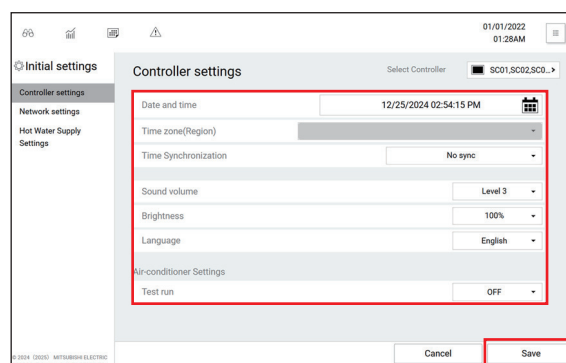 01/01/2022
01:28AM
Initial settings
Controller settings
Select Controller
SC01,SC02,SC0...
Controller settings
Network settings
Hot Water Supply
Settings
Date and time
12/25/2024 02:54:15 PM
Time zone(Region)
Time Synchronization
No sync
Sound volume
Level 3
Brightness
100%
Language
English
Air-conditioner Settings
Test run
OFF
© 2024 (2025) MITSUBISHI ELECTRIC
Cancel
Save